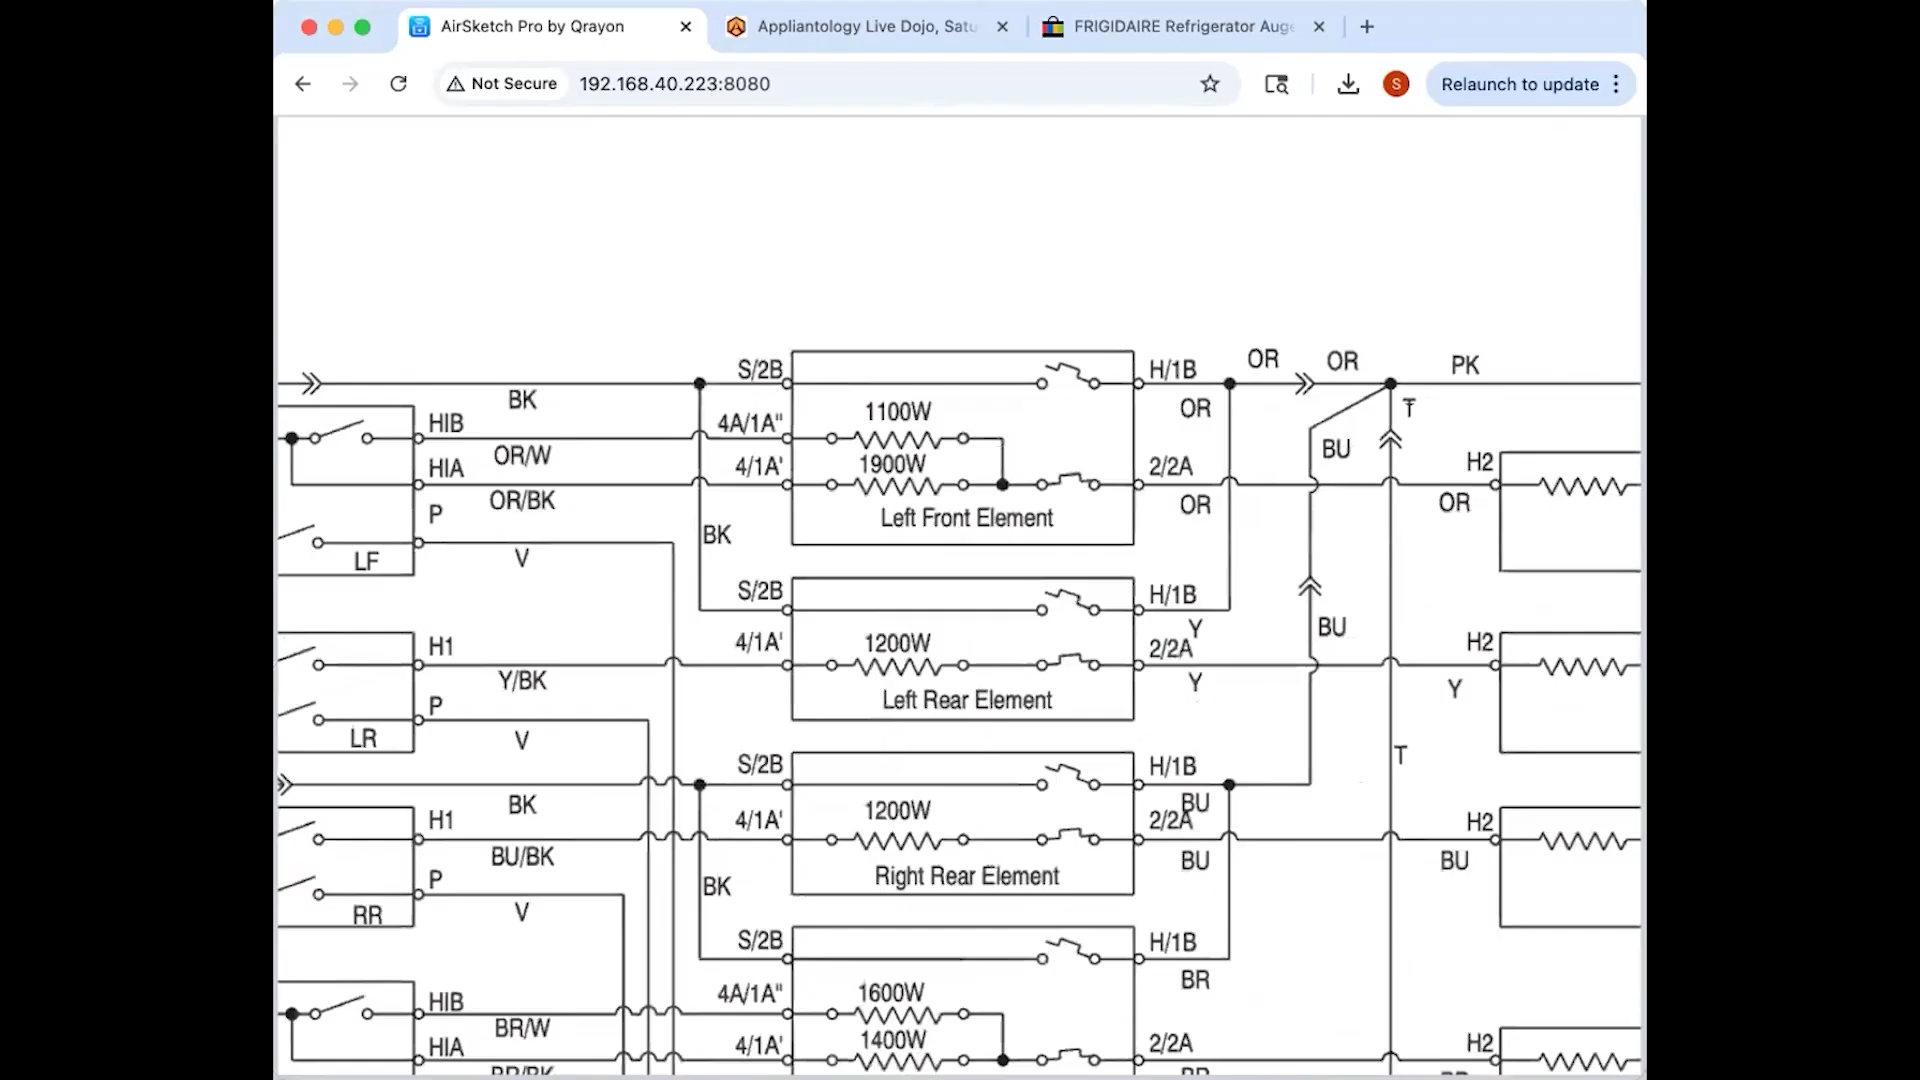 AirSketch Pro by Qrayon
Appliantology Live Dojo, Satu
FRIGIDAIRE Refrigerator Auge
Not Secure
192.168.40.223:8080
S
Relaunch to update
BK
S/2B
H/1B
OR
OR
PK
OR
T
HIB
OR/W
4A/1A"
1100W
BU
HIA
OR/BK
4/1A'
1900W
2/2A
OR
H2
OR
P
V
LF
BK
Left Front Element
S/2B
H/1B
Y
BU
H1
Y/BK
4/1A'
1200W
2/2A
Y
H2
Y
P
V
LR
Left Rear Element
T
BK
S/2B
H/1B
BU
H1
BU/BK
4/1A'
1200W
2/2A
BU
H2
BU
P
V
RR
BK
Right Rear Element
S/2B
H/1B
BR
HIB
BR/W
4A/1A"
1600W
HIA
BR/BK
4/1A'
1400W
2/2A
BR
H2